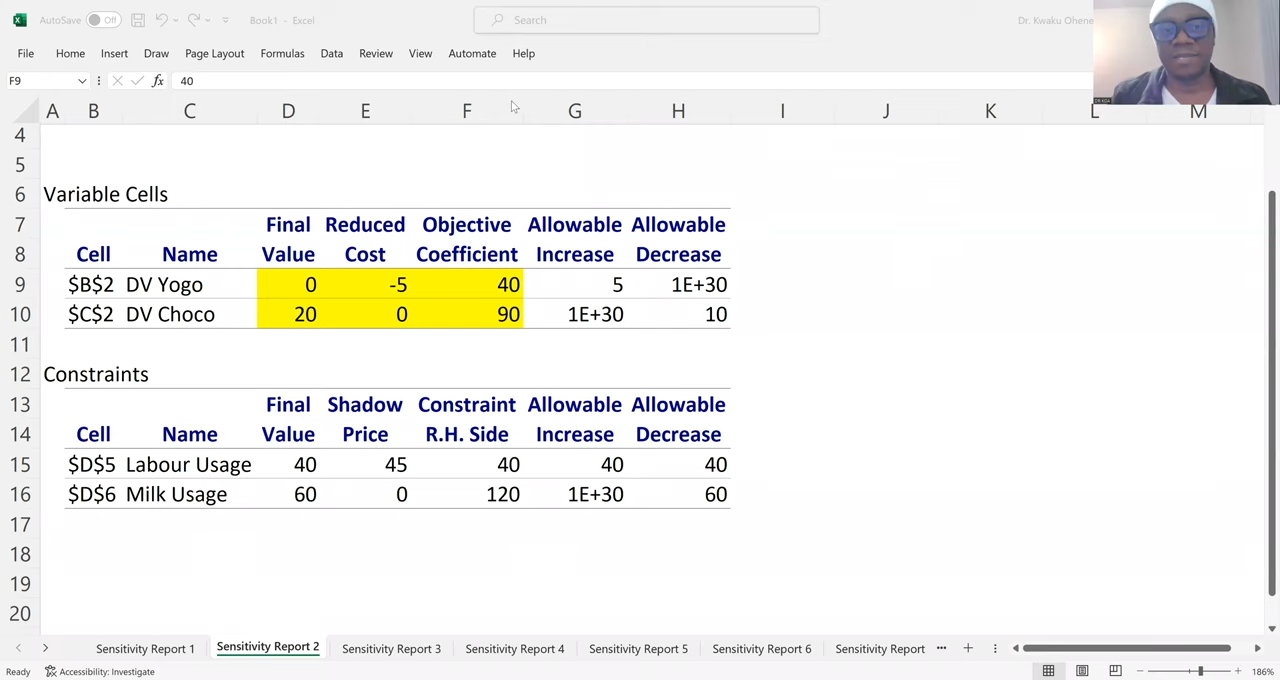 AutoSave Off Book1 - Excel Search Dr. Kwaku Ohene
File Home Insert Draw Page Layout Formulas Data Review View Automate Help
F9 fx 40
A B C D E F G H I J K L M
4
5
6 Variable Cells
7 Final Reduced Objective Allowable Allowable
8 Cell Name Value Cost Coefficient Increase Decrease
9 $B$2 DV Yogo 0 -5 40 5 1E+30
10 $C$2 DV Choco 20 0 90 1E+30 10
11
12 Constraints
13 Final Shadow Constraint Allowable Allowable
14 Cell Name Value Price R.H. Side Increase Decrease
15 $D$5 Labour Usage 40 45 40 40 40
16 $D$6 Milk Usage 60 0 120 1E+30 60
17
18
19
20
Sensitivity Report 1 Sensitivity Report 2 Sensitivity Report 3 Sensitivity Report 4 Sensitivity Report 5 Sensitivity Report 6 Sensitivity Report
Ready Accessibility: Investigate 186%